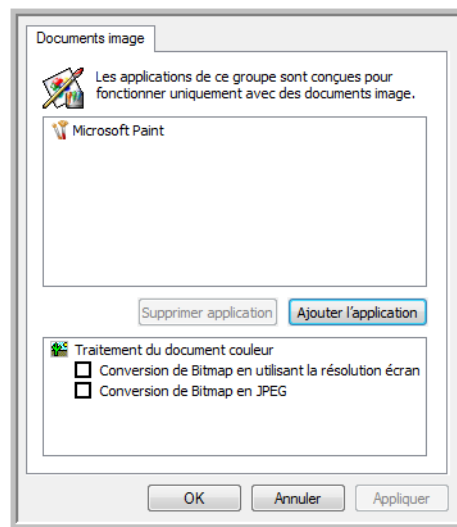 Documents image
Les applications de ce groupe sont conçues pour
fonctionner uniquement avec des documents image.
Microsoft Paint
Supprimer application
Ajouter l'application
Traitement du document couleur
Conversion de Bitmap en utilisant la résolution écran
Conversion de Bitmap en JPEG
OK
Annuler
Appliquer